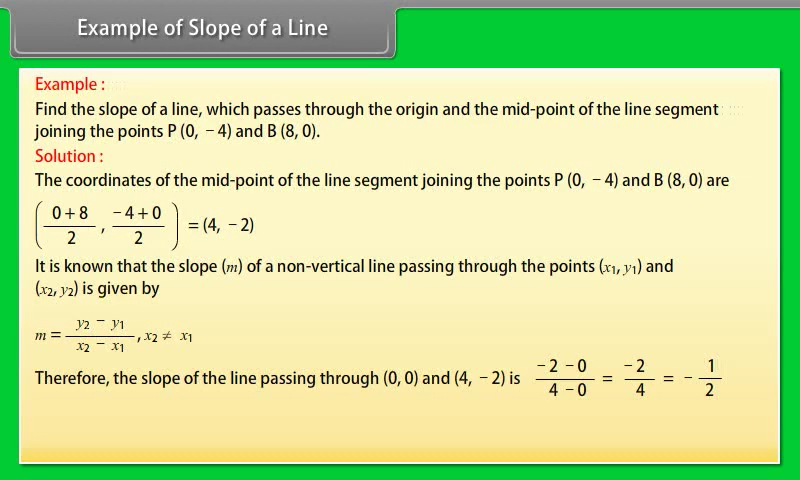 Example of Slope of a Line
Example :
Find the slope of a line, which passes through the origin and the mid-point of the line segment
joining the points P (0, − 4) and B (8, 0).
Solution :
The coordinates of the mid-point of the line segment joining the points P (0, − 4) and B (8, 0) are
( (0 + 8)/2 , (− 4 + 0)/2 ) = (4, − 2)
It is known that the slope (m) of a non-vertical line passing through the points (x₁, y₁) and
(x₂, y₂) is given by
m = (y₂ − y₁)/(x₂ − x₁) , x₂ ≠ x₁
Therefore, the slope of the line passing through (0, 0) and (4, − 2) is (− 2 − 0)/(4 − 0) = (− 2)/4 = − 1/2